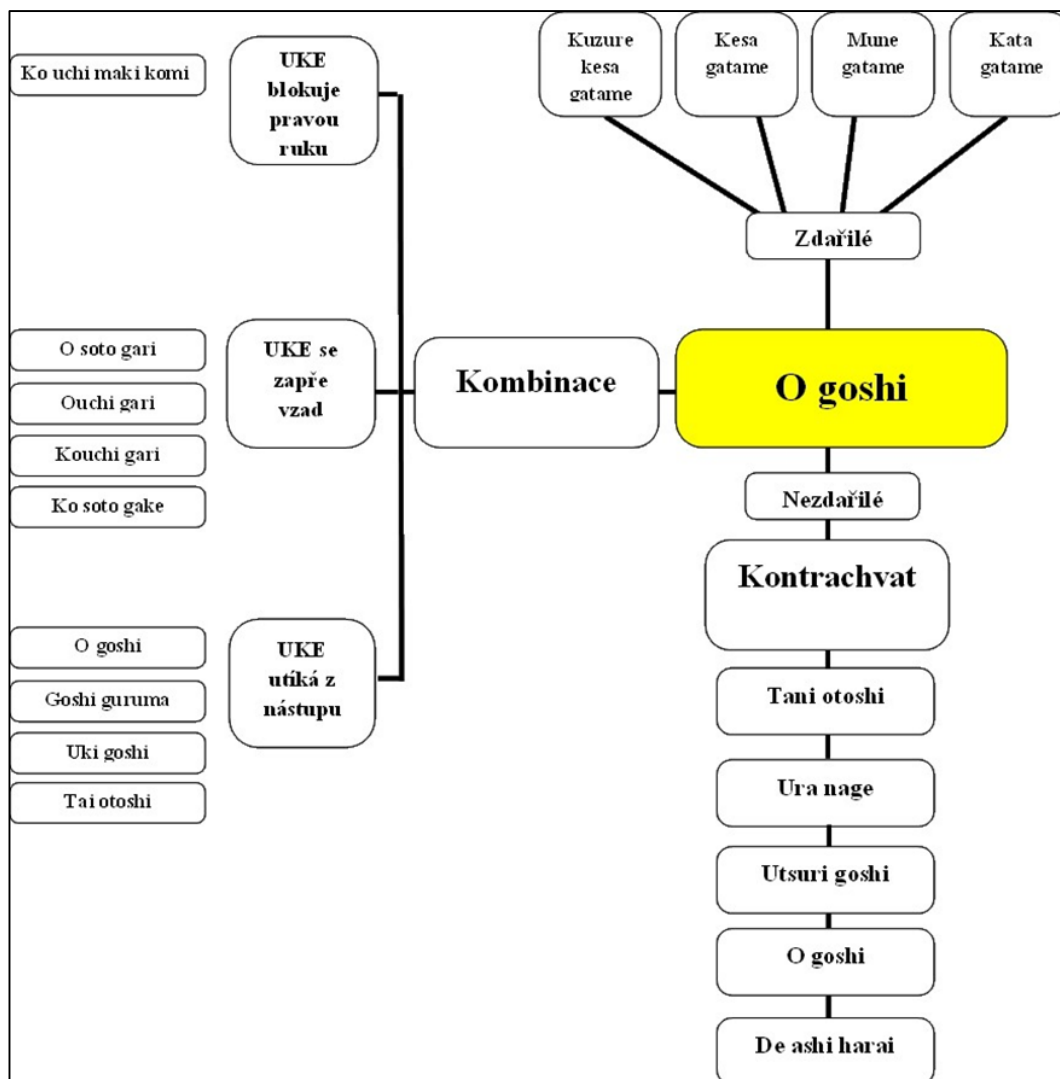 Ko uchi maki komi
UKE
blokuje
pravou
ruku
Kuzure
kesa
gatame
Kesa
gatame
Mune
gatame
Kata
gatame
Zdařilé
O soto gari
Ouchi gari
Kouchi gari
Ko soto gake
UKE se
zapře
vzad
Kombinace
O goshi
Nezdařilé
Kontrachvat
O goshi
Goshi guruma
Uki goshi
Tai otoshi
UKE
utíká z
nástupu
Tani otoshi
Ura nage
Utsuri goshi
O goshi
De ashi harai